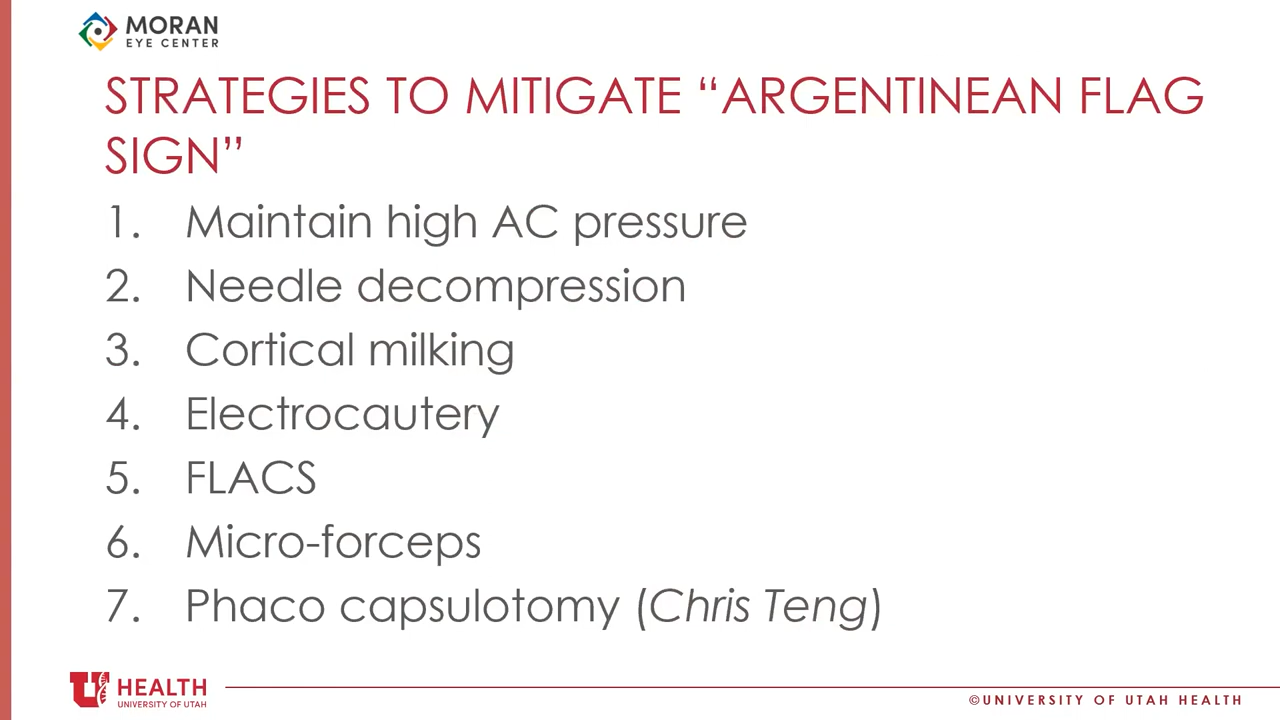 MORAN
EYE CENTER
STRATEGIES TO MITIGATE “ARGENTINEAN FLAG
SIGN”
1. Maintain high AC pressure
2. Needle decompression
3. Cortical milking
4. Electrocautery
5. FLACS
6. Micro-forceps
7. Phaco capsulotomy (Chris Teng)
U HEALTH
UNIVERSITY OF UTAH
©UNIVERSITY OF UTAH HEALTH